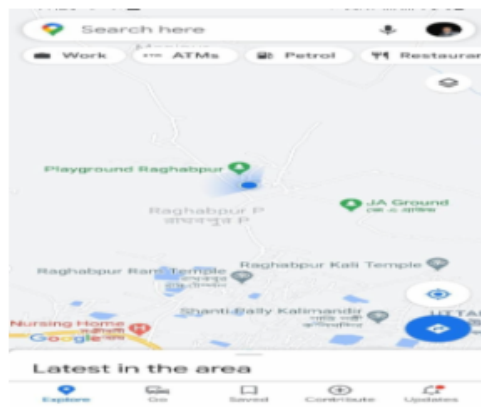 Search here
Work
ATMs
Petrol
Restaurar
Playground Raghabpur
JA Ground
Raghabpur P
রাঘবপুর P
Raghabpur Kali Temple
Raghabpur Ram Temple
Shanti Pally Kalimandir
Nursing Home
Google
Latest in the area
Explore
Go
Saved
Contribute
Updates